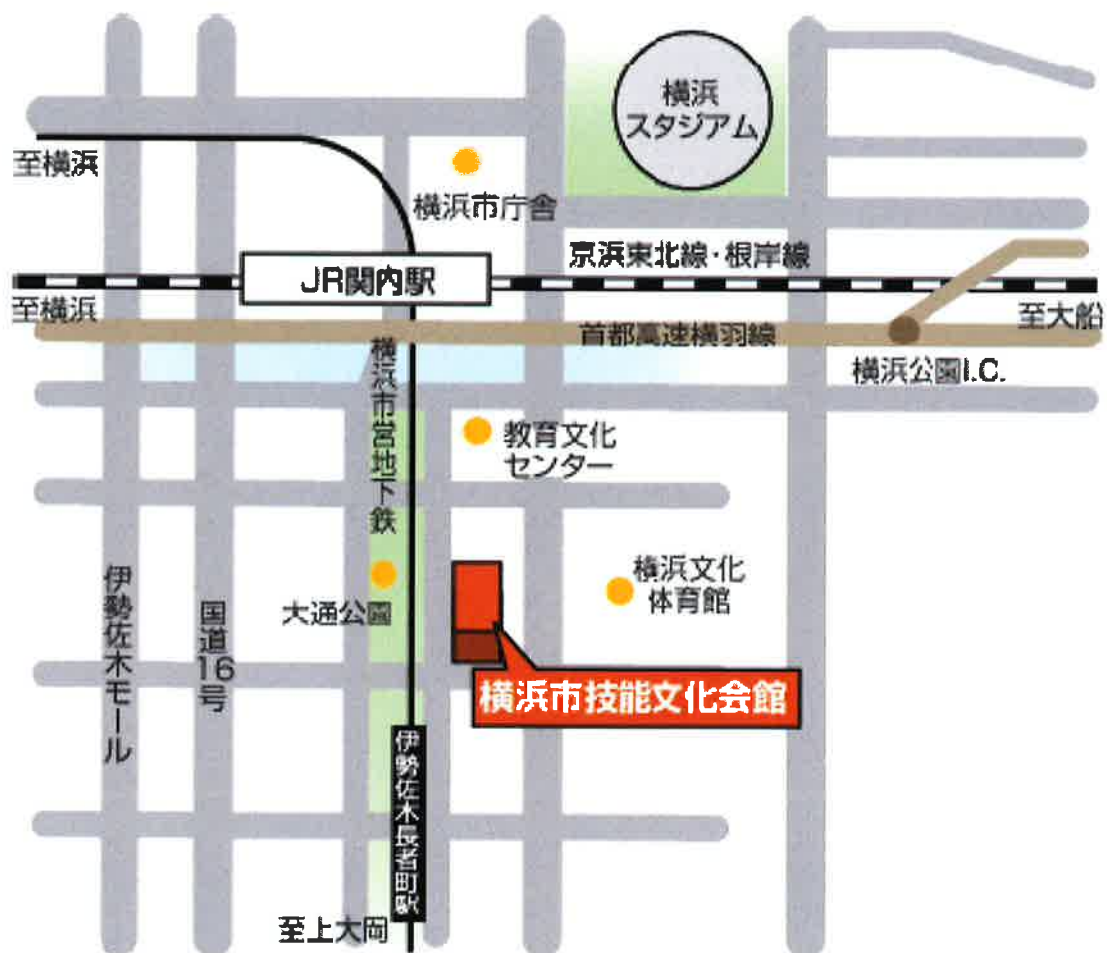 横浜
スタジアム
至横浜
横浜市庁舎
京浜東北線・根岸線
JR関内駅
至横浜
至大船
首都高速横羽線
横浜公園I.C.
横浜市営地下鉄
教育文化
センター
横浜文化
体育館
大通公園
伊勢佐木モール
国道16号
横浜市技能文化会館
伊勢佐木長者町駅
至上大岡